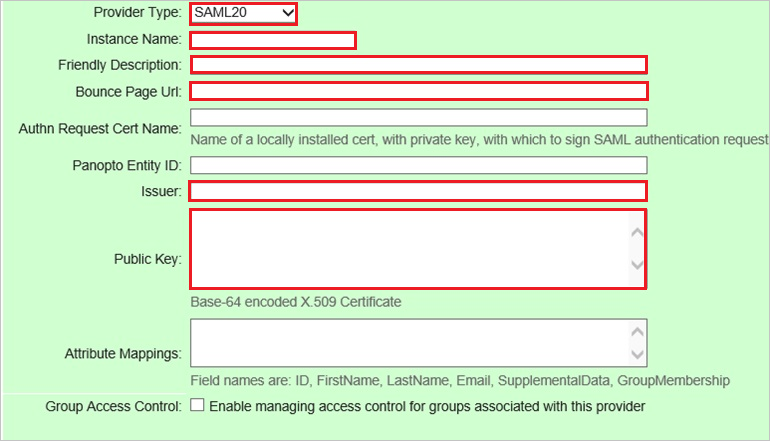 Provider Type: SAML20
Instance Name:
Friendly Description:
Bounce Page Url:
Authn Request Cert Name:
Name of a locally installed cert, with private key, with which to sign SAML authentication request
Panopto Entity ID:
Issuer:
Public Key:
Base-64 encoded X.509 Certificate
Attribute Mappings:
Field names are: ID, FirstName, LastName, Email, SupplementalData, GroupMembership
Group Access Control: Enable managing access control for groups associated with this provider